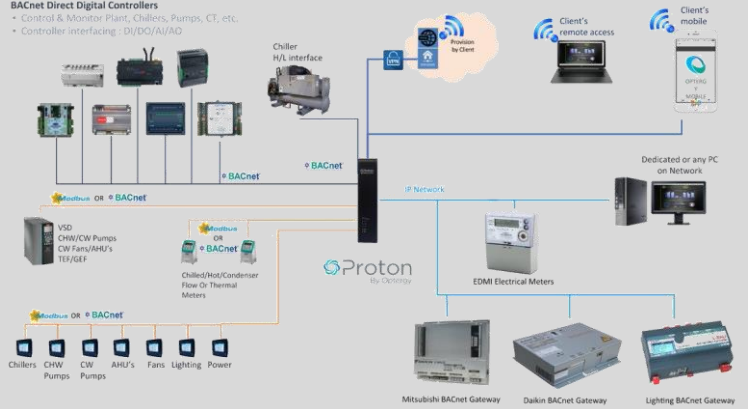 BACnet Direct Digital Controllers
• Control & Monitor Plant, Chillers, Pumps, CT, etc.
• Controller interfacing : DI/DO/AI/AO
Chiller
H/L interface
VPN
Provision
by Client
Client's
remote access
Client's
mobile
OPTERG
Y
MOBILE
BACnet
BACnet
Modbus OR BACnet
VSD
CHW/CW Pumps
CW Fans/AHU's
TEF/GEF
Modbus
OR
BACnet
Chilled/Hot/Condenser
Flow Or Thermal
Meters
IP Network
Dedicated or any PC
on Network
Proton
By Optergy
EDMI Electrical Meters
Modbus OR BACnet
Chillers
CHW
Pumps
CW
Pumps
AHU's
Fans
Lighting
Power
Mitsubishi BACnet Gateway
Daikin BACnet Gateway
Lighting BACnet Gateway